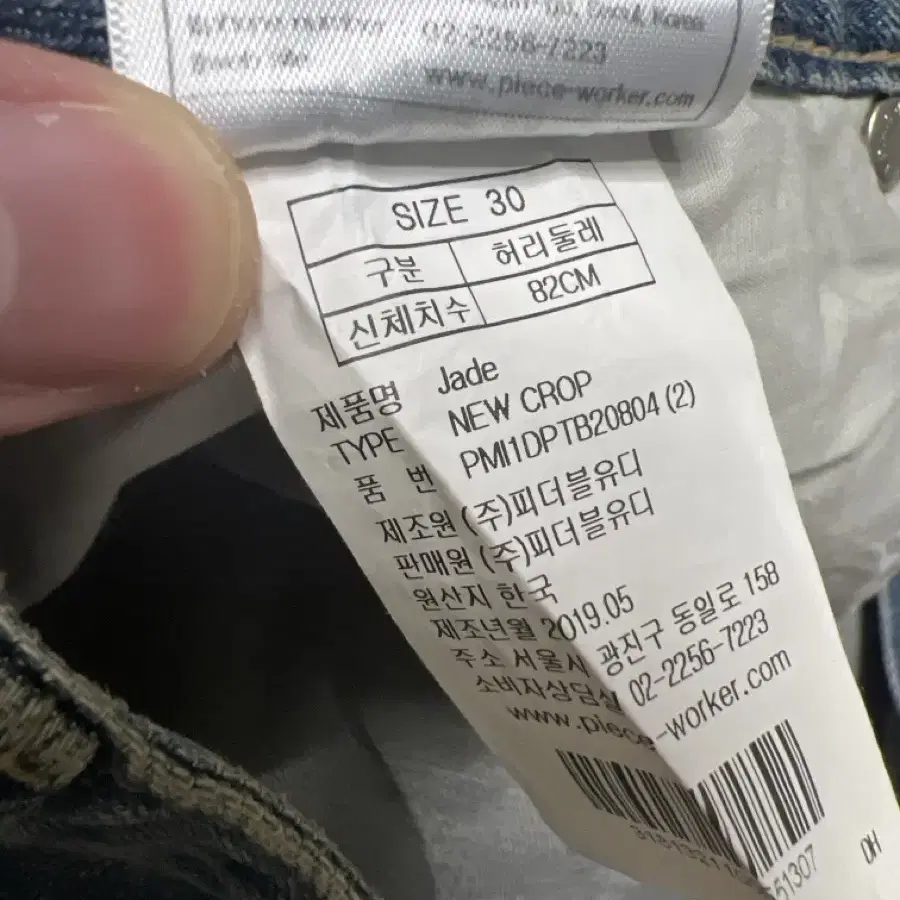 02-2256-7223
www.piece-worker.com
SIZE 30
구분 허리둘레
신체치수 82CM
제품명 Jade
TYPE NEW CROP
품 번 PMI1DPTB20804 (2)
제조원 (주)피더블유디
판매원 (주)피더블유디
원산지 한국
제조년월 2019.05
주소 서울시 광진구 동일로 158
소비자상담실 02-2256-7223
www.piece-worker.com
51307
DH